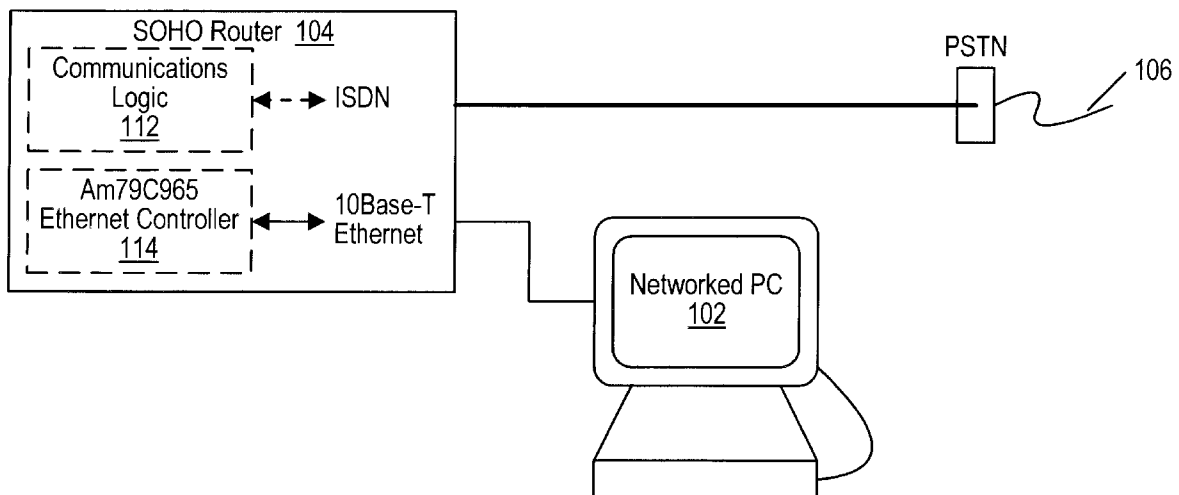 SOHO Router 104
Communications
Logic
112
ISDN
Am79C965
Ethernet Controller
114
10Base-T
Ethernet
PSTN
106
Networked PC
102